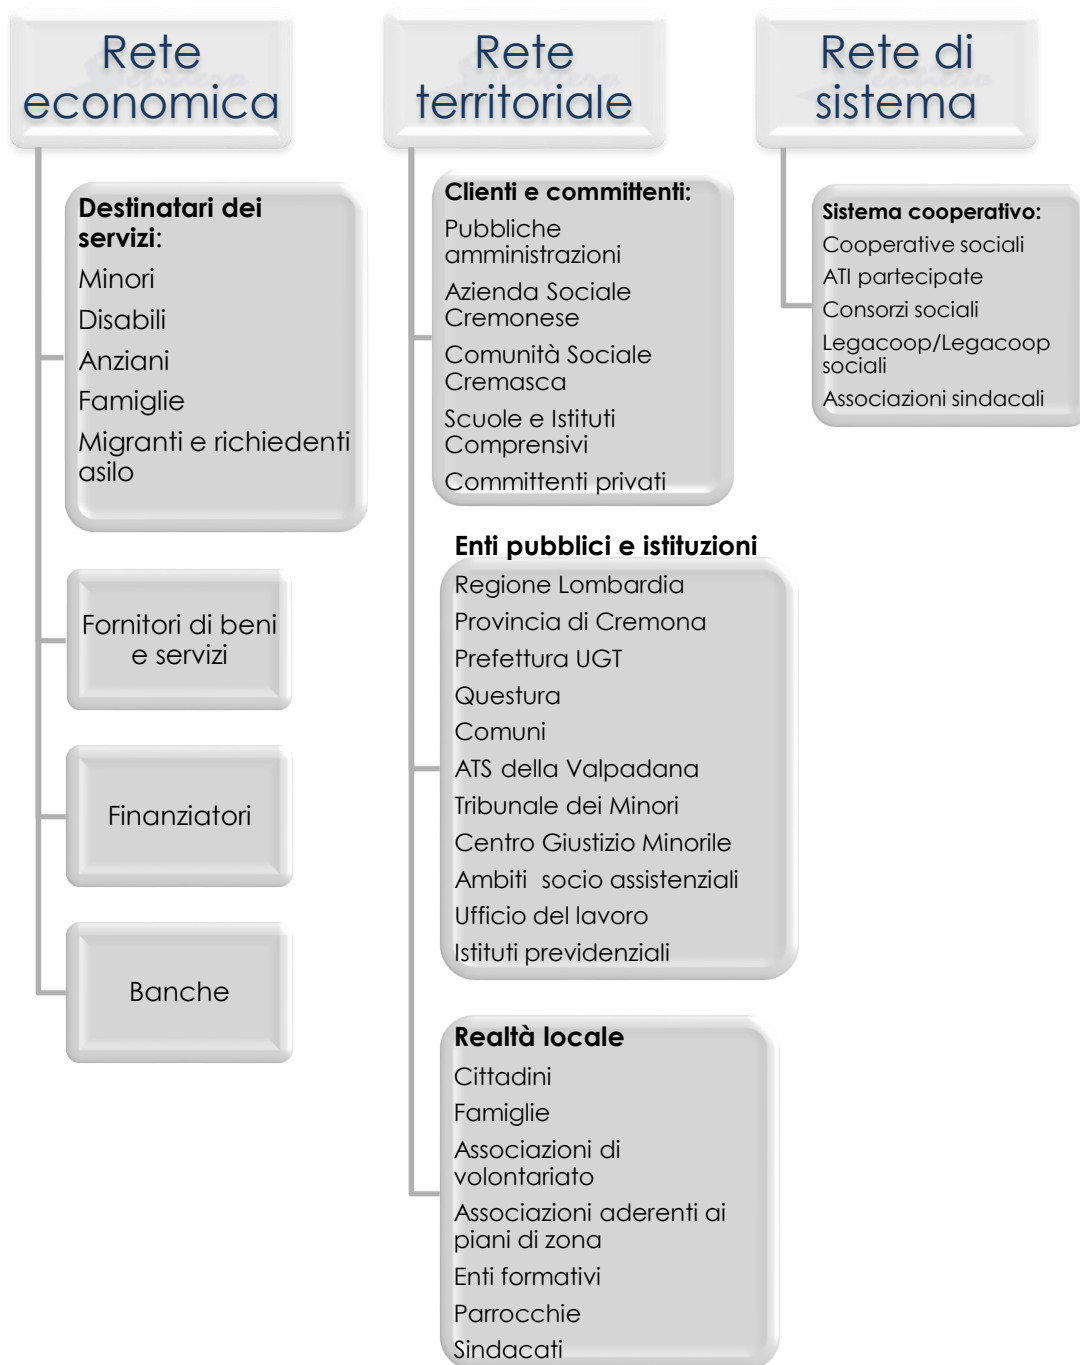 Rete
economica
Destinatari dei
servizi:
Minori
Disabili
Anziani
Famiglie
Migranti e richiedenti
asilo
Fornitori di beni
e servizi
Finanziatori
Banche
Rete
territoriale
Clienti e committenti:
Pubbliche
amministrazioni
Azienda Sociale
Cremonese
Comunità Sociale
Cremasca
Scuole e Istituti
Comprensivi
Committenti privati
Enti pubblici e istituzioni
Regione Lombardia
Provincia di Cremona
Prefettura UGT
Questura
Comuni
ATS della Valpadana
Tribunale dei Minori
Centro Giustizio Minorile
Ambiti socio assistenziali
Ufficio del lavoro
Istituti previdenziali
Realtà locale
Cittadini
Famiglie
Associazioni di
volontariato
Associazioni aderenti ai
piani di zona
Enti formativi
Parrocchie
Sindacati
Rete di
sistema
Sistema cooperativo:
Cooperative sociali
ATI partecipate
Consorzi sociali
Legacoop/Legacoop
sociali
Associazioni sindacali